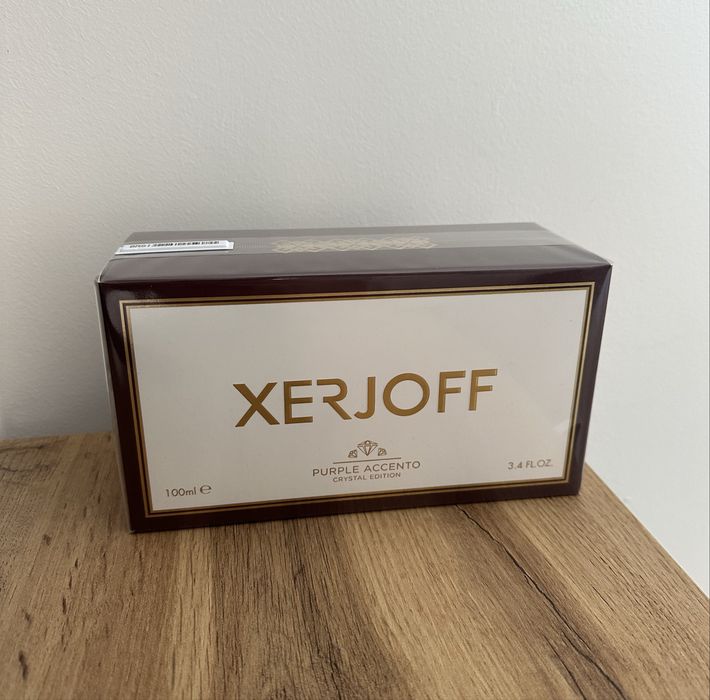 XERJOFF
PURPLE ACCENTO
CRYSTAL EDITION
100ml ℮
3.4 FL.OZ.